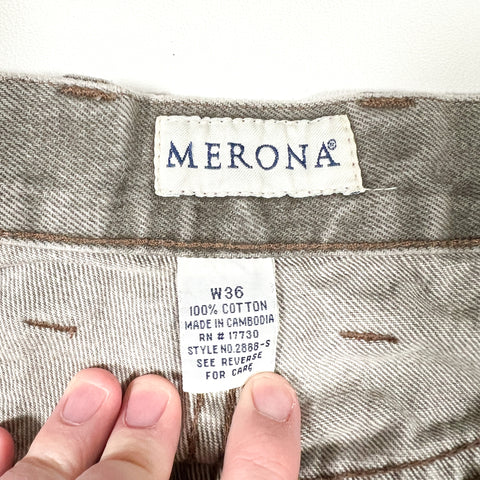 MERONA®
W36
100% COTTON
MADE IN CAMBODIA
RN # 17730
STYLE NO.2888-S
SEE REVERSE
FOR CARE